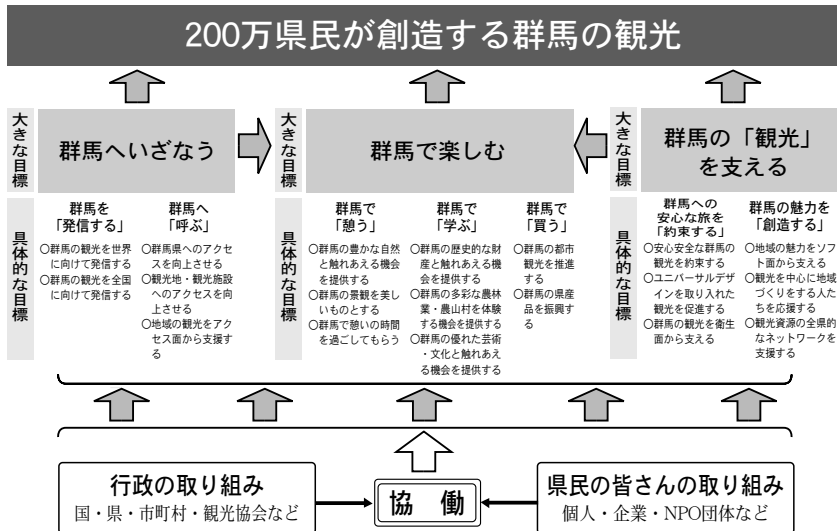 200万県民が創造する群馬の観光
大きな目標
群馬へいざなう
大きな目標
群馬で楽しむ
大きな目標
群馬の「観光」
を支える
具体的な目標
群馬を
「発信する」
○群馬の観光を世界
に向けて発信する
○群馬の観光を全国
に向けて発信する
群馬へ
「呼ぶ」
○群馬県へのアクセ
スを向上させる
○観光地・観光施設
へのアクセスを向
上させる
○地域の観光をアク
セス面から支援す
る
具体的な目標
群馬で
「憩う」
○群馬の豊かな自然
と触れあえる機会
を提供する
○群馬の景観を美し
いものとする
○群馬で憩いの時間
を過ごしてもらう
群馬で
「学ぶ」
○群馬の歴史的な財
産と触れあえる機
会を提供する
○群馬の多彩な農林
業・農山村を体験
する機会を提供する
○群馬の優れた芸術
・文化と触れあえ
る機会を提供する
群馬で
「買う」
○群馬の都市
観光を推進
する
○群馬の県産
品を振興す
る
具体的な目標
群馬への
安心な旅を
「約束する」
○安心安全な群馬の
観光を約束する
○ユニバーサルデザ
インを取り入れた
観光を促進する
○群馬の観光を衛生
面から支える
群馬の魅力を
「創造する」
○地域の魅力をソフ
ト面から支える
○観光を中心に地域
づくりをする人た
ちを応援する
○観光資源の全県的
なネットワークを
支援する
行政の取り組み
国・県・市町村・観光協会など
協 働
県民の皆さんの取り組み
個人・企業・NPO団体など